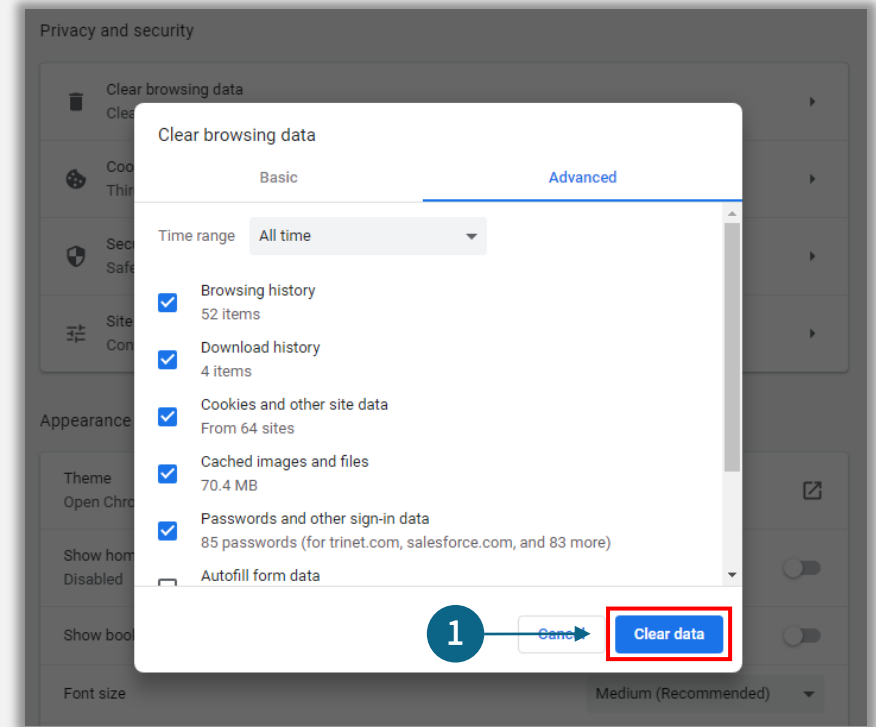 Privacy and security
Clear browsing data
Clea
Clear browsing data
Coo
Basic
Advanced
Thir
Time range
All time
Secu
Safe
Browsing history
52 items
Site
Con
Download history
4 items
Cookies and other site data
Appearance
From 64 sites
Cached images and files
Theme
70.4 MB
Open Chro
Passwords and other sign-in data
85 passwords (for trinet.com, salesforce.com, and 83 more)
Show hom
Disabled
Autofill form data
1
Cancel
Clear data
Show bool
Font size
Medium (Recommended)